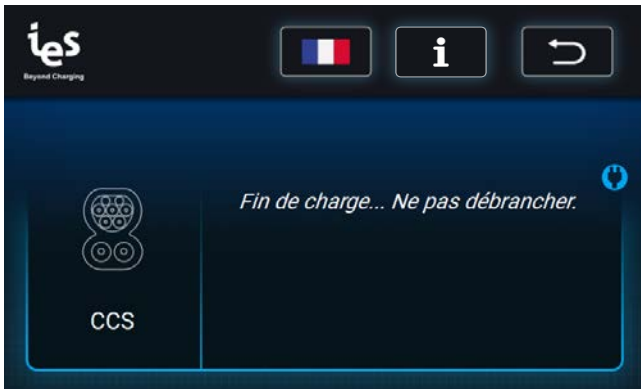 ies
Beyond Charging
i
Fin de charge... Ne pas débrancher.
CCS